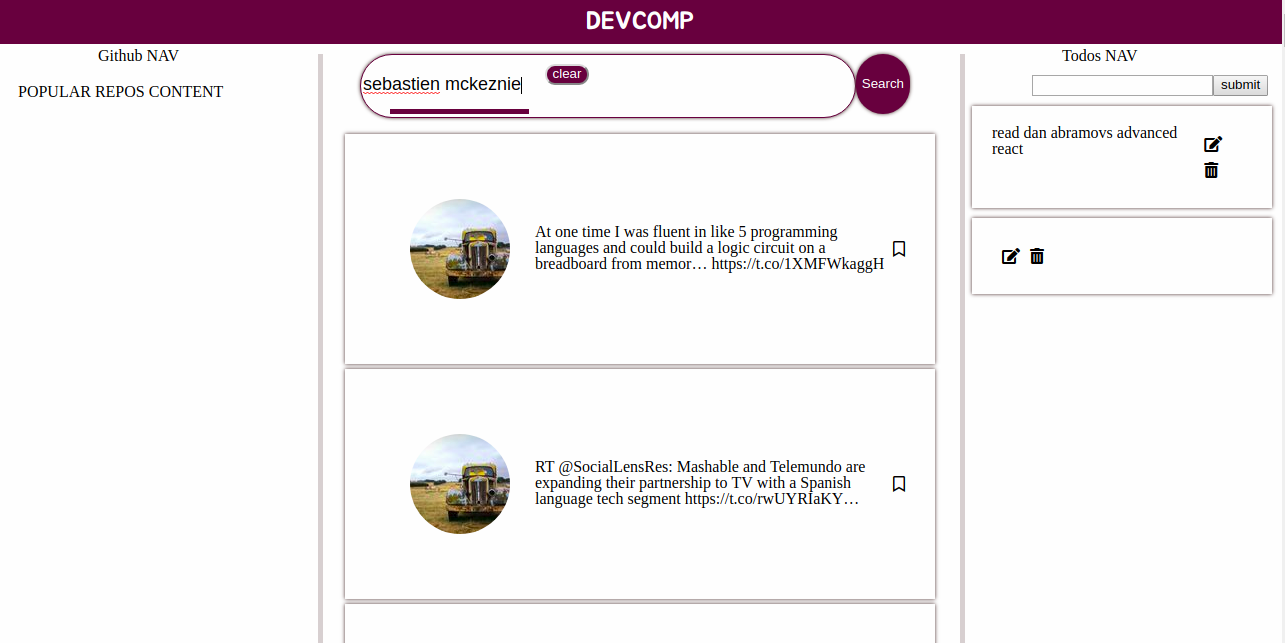 DEVCOMP
Github NAV
POPULAR REPOS CONTENT
sebastien mckeznie
clear
Search
At one time I was fluent in like 5 programming
languages and could build a logic circuit on a
breadboard from memor… https://t.co/1XMFWkaggH
RT @SocialLensRes: Mashable and Telemundo are
expanding their partnership to TV with a Spanish
language tech segment https://t.co/rwUYRIaKY…
Todos NAV
submit
read dan abramovs advanced
react